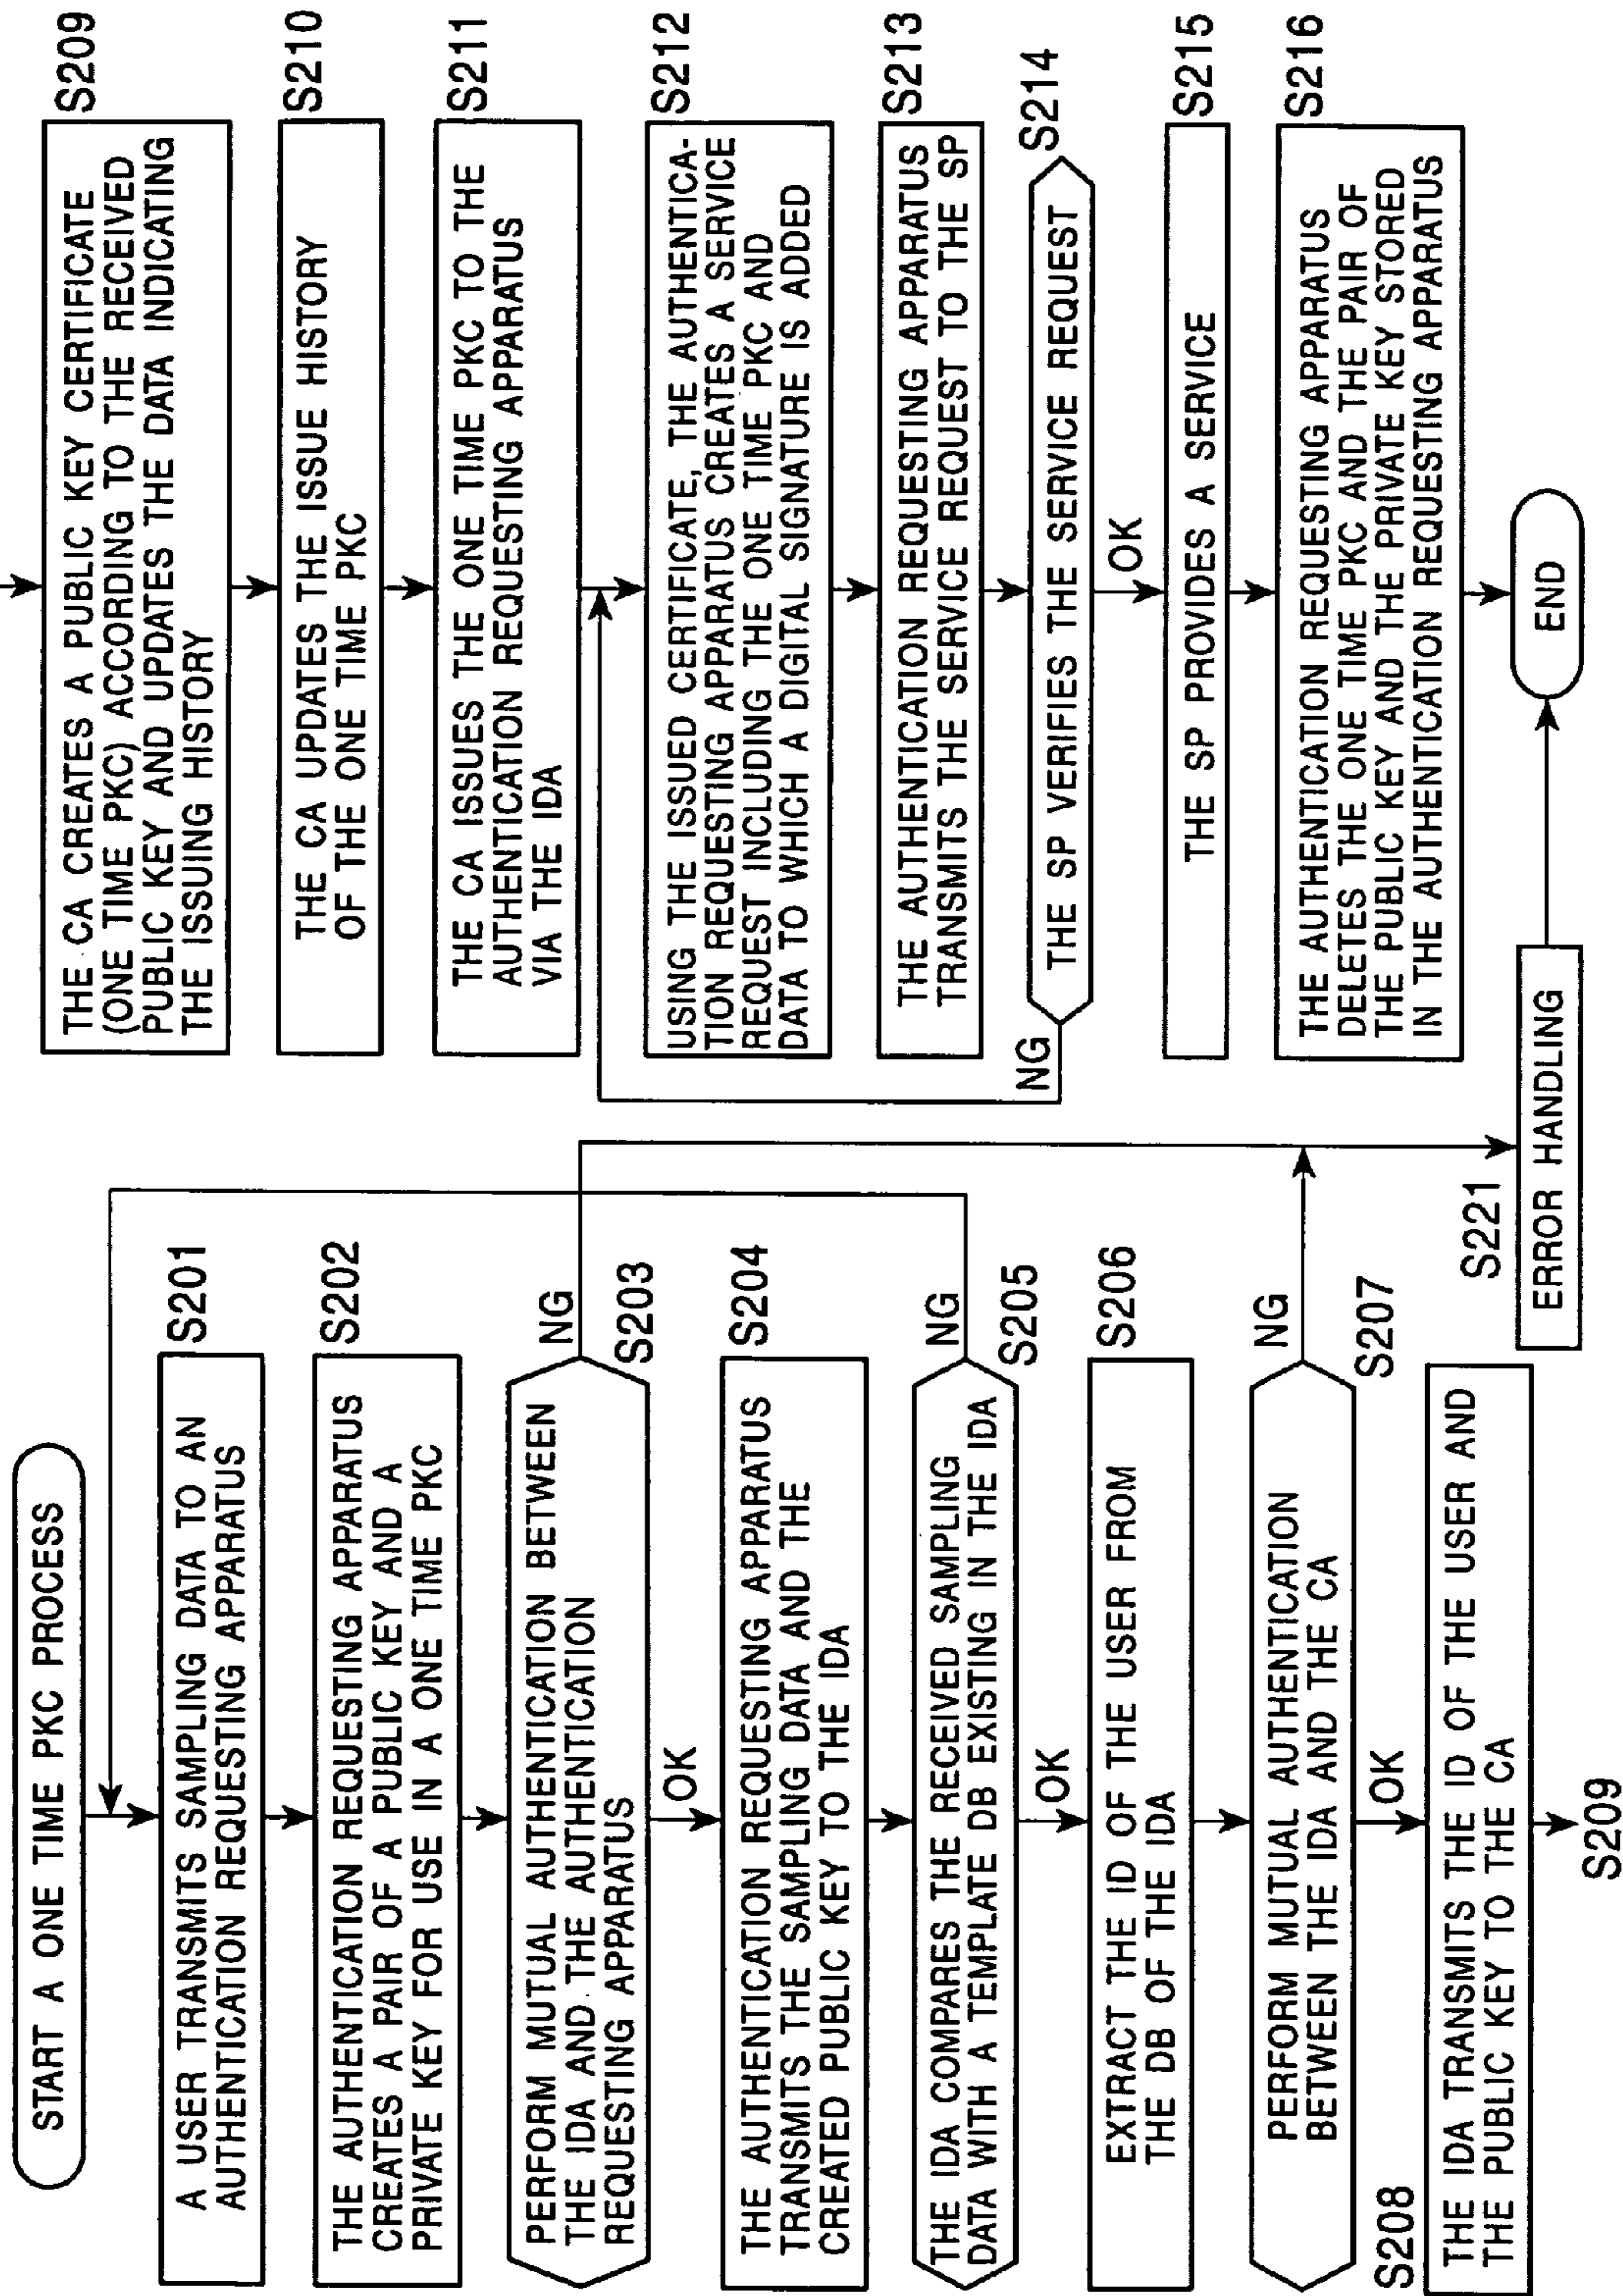 START A ONE TIME PKC PROCESS
S201
A USER TRANSMITS SAMPLING DATA TO AN
AUTHENTICATION REQUESTING APPARATUS
S202
THE AUTHENTICATION REQUESTING APPARATUS
CREATES A PAIR OF A PUBLIC KEY AND A
PRIVATE KEY FOR USE IN A ONE TIME PKC
NG
S203
PERFORM MUTUAL AUTHENTICATION BETWEEN
THE IDA AND THE AUTHENTICATION
REQUESTING APPARATUS
OK
S204
THE AUTHENTICATION REQUESTING APPARATUS
TRANSMITS THE SAMPLING DATA AND THE
CREATED PUBLIC KEY TO THE IDA
NG
S205
THE IDA COMPARES THE RECEIVED SAMPLING
DATA WITH A TEMPLATE DB EXISTING IN THE IDA
OK
S206
EXTRACT THE ID OF THE USER FROM
THE DB OF THE IDA
NG
S207
PERFORM MUTUAL AUTHENTICATION
BETWEEN THE IDA AND THE CA
OK
S208
THE IDA TRANSMITS THE ID OF THE USER AND
THE PUBLIC KEY TO THE CA
S209
S209
THE CA CREATES A PUBLIC KEY CERTIFICATE
(ONE TIME PKC) ACCORDING TO THE RECEIVED
PUBLIC KEY AND UPDATES THE DATA INDICATING
THE ISSUING HISTORY
S210
THE CA UPDATES THE ISSUE HISTORY
OF THE ONE TIME PKC
S211
THE CA ISSUES THE ONE TIME PKC TO THE
AUTHENTICATION REQUESTING APPARATUS
VIA THE IDA
S212
USING THE ISSUED CERTIFICATE, THE AUTHENTICA-
TION REQUESTING APPARATUS CREATES A SERVICE
REQUEST INCLUDING THE ONE TIME PKC AND
DATA TO WHICH A DIGITAL SIGNATURE IS ADDED
S213
THE AUTHENTICATION REQUESTING APPARATUS
TRANSMITS THE SERVICE REQUEST TO THE SP
NG
S214
THE SP VERIFIES THE SERVICE REQUEST
OK
S215
THE SP PROVIDES A SERVICE
S216
THE AUTHENTICATION REQUESTING APPARATUS
DELETES THE ONE TIME PKC AND THE PAIR OF
THE PUBLIC KEY AND THE PRIVATE KEY STORED
IN THE AUTHENTICATION REQUESTING APPARATUS
S221
ERROR HANDLING
END